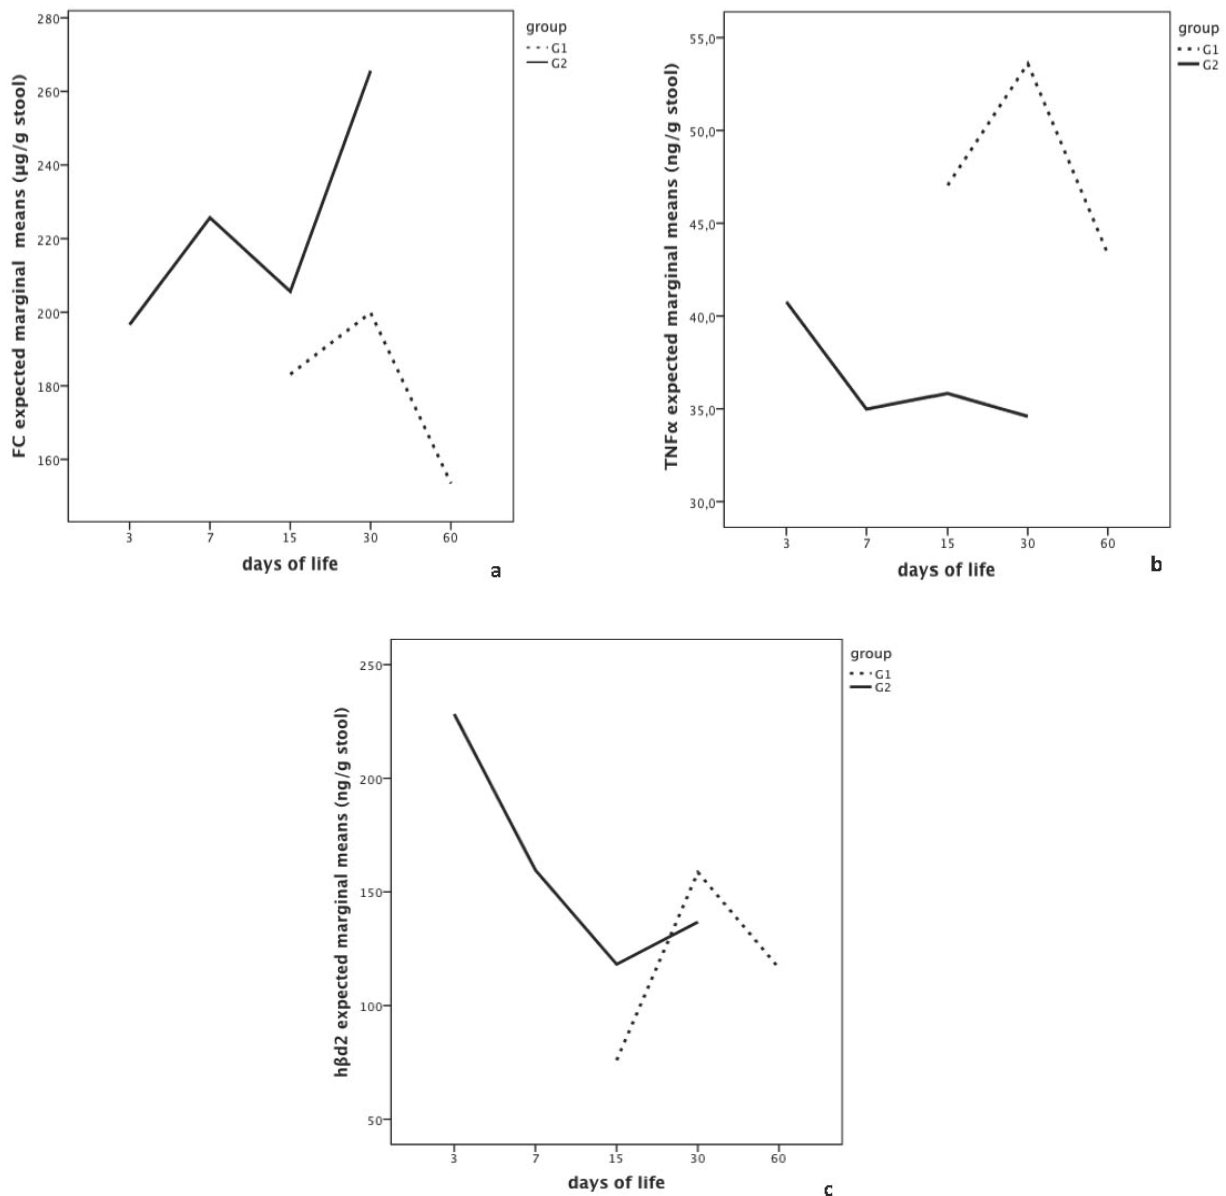 280
260
240
220
200
180
160
FC expected marginal means (µg/g stool)
3 7 15 30 60
days of life
group
G1
G2
a
55,0
50,0
45,0
40,0
35,0
30,0
TNFα expected marginal means (ng/g stool)
3 7 15 30 60
days of life
group
G1
G2
b
250
200
150
100
50
hβd2 expected marginal means (ng/g stool)
3 7 15 30 60
days of life
group
G1
G2
c